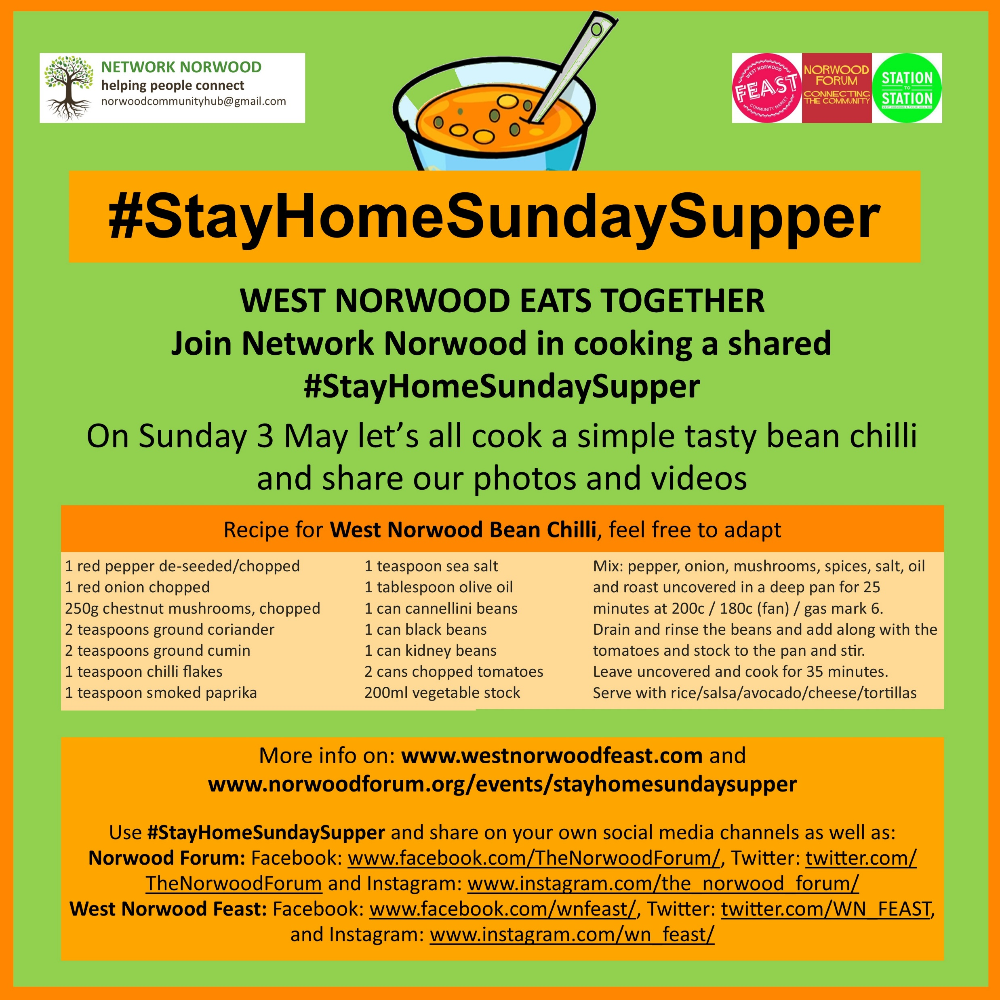 NETWORK NORWOOD
helping people connect
norwoodcommunityhub@gmail.com
WEST NORWOOD
FEAST
COMMUNITY MARKET
NORWOOD
FORUM
CONNECTING
THE COMMUNITY
STATION
TO
STATION
WEST NORWOOD & TULSE HILL BID
#StayHomeSundaySupper
WEST NORWOOD EATS TOGETHER
Join Network Norwood in cooking a shared
#StayHomeSundaySupper
On Sunday 3 May let’s all cook a simple tasty bean chilli
and share our photos and videos
Recipe for West Norwood Bean Chilli, feel free to adapt
1 red pepper de-seeded/chopped
1 red onion chopped
250g chestnut mushrooms, chopped
2 teaspoons ground coriander
2 teaspoons ground cumin
1 teaspoon chilli flakes
1 teaspoon smoked paprika
1 teaspoon sea salt
1 tablespoon olive oil
1 can cannellini beans
1 can black beans
1 can kidney beans
2 cans chopped tomatoes
200ml vegetable stock
Mix: pepper, onion, mushrooms, spices, salt, oil
and roast uncovered in a deep pan for 25
minutes at 200c / 180c (fan) / gas mark 6.
Drain and rinse the beans and add along with the
tomatoes and stock to the pan and stir.
Leave uncovered and cook for 35 minutes.
Serve with rice/salsa/avocado/cheese/tortillas
More info on: www.westnorwoodfeast.com and
www.norwoodforum.org/events/stayhomesundaysupper
Use #StayHomeSundaySupper and share on your own social media channels as well as:
Norwood Forum: Facebook: www.facebook.com/TheNorwoodForum/, Twitter: twitter.com/
TheNorwoodForum and Instagram: www.instagram.com/the_norwood_forum/
West Norwood Feast: Facebook: www.facebook.com/wnfeast/, Twitter: twitter.com/WN_FEAST,
and Instagram: www.instagram.com/wn_feast/